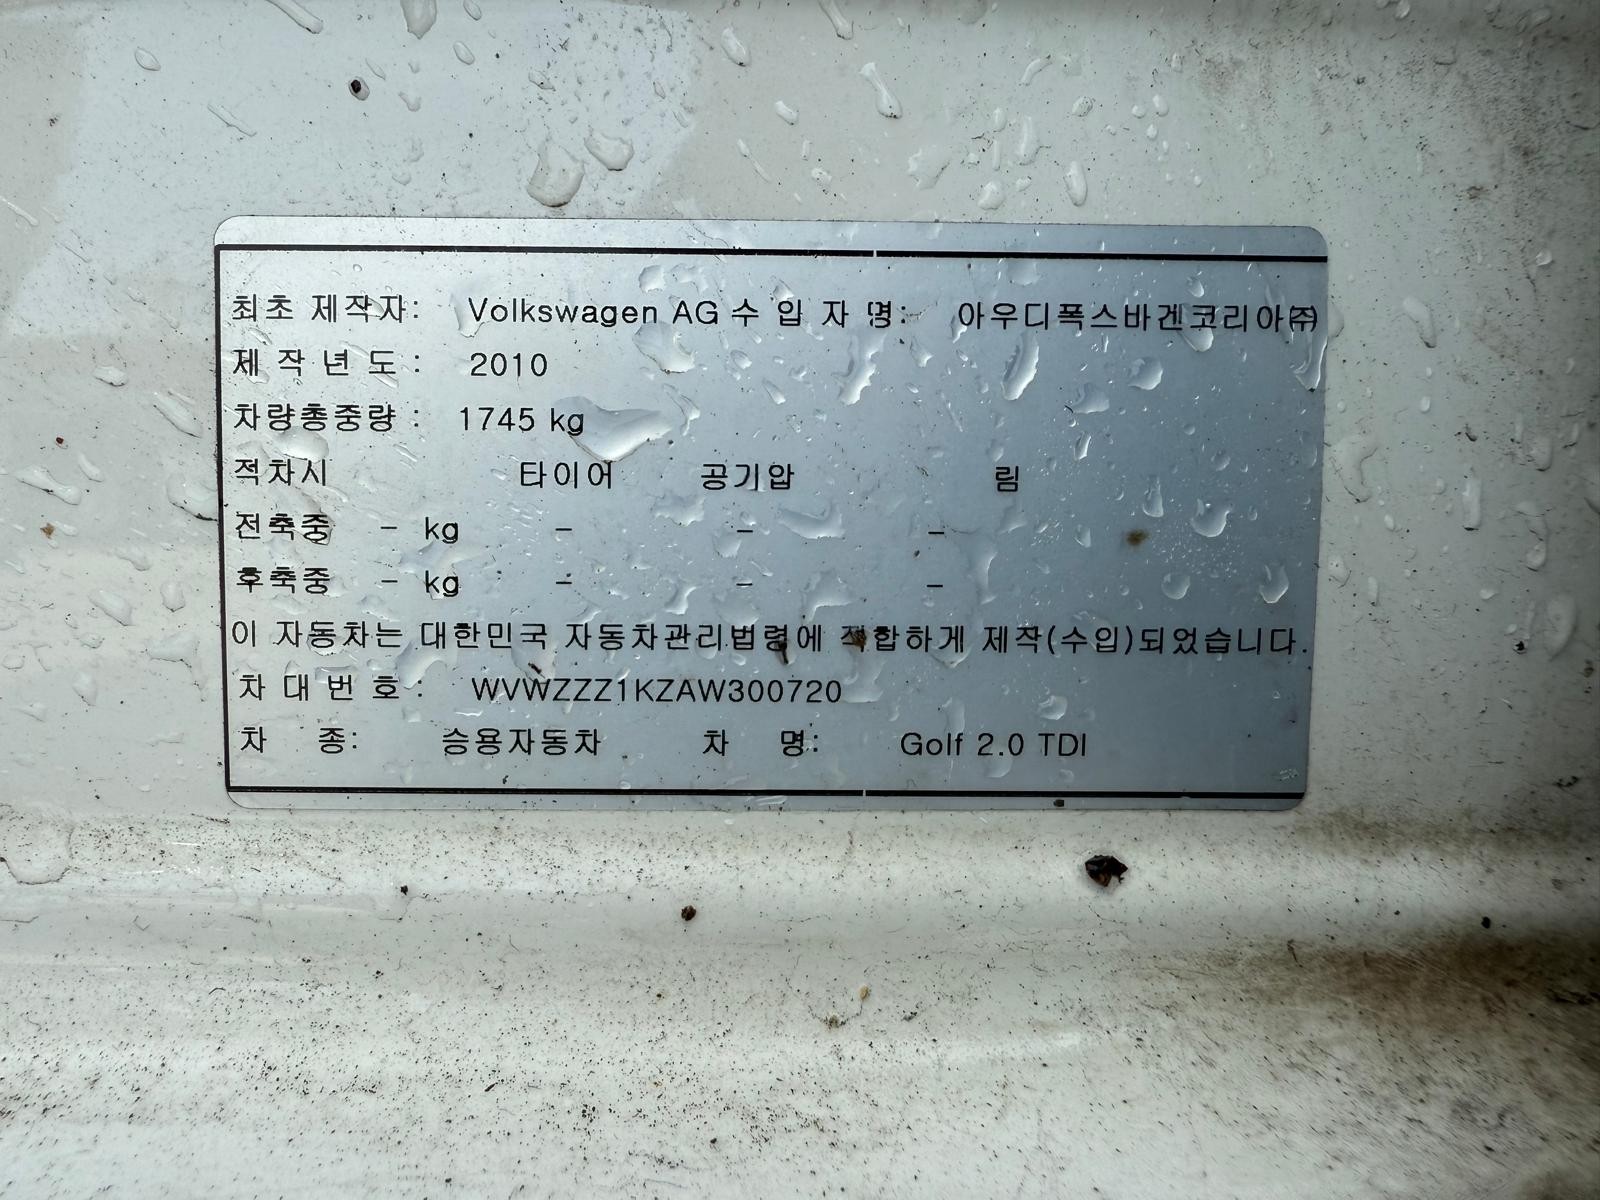 최초 제작자: Volkswagen AG 수 입 자 명: 아우디폭스바겐코리아㈜
제 작 년 도 : 2010
차량총중량 : 1745 kg
적차시 타이어 공기압 림
전축중 - kg - - -
후축중 - kg - - -
이 자동차는 대한민국 자동차관리법령에 적합하게 제작(수입)되었습니다.
차 대 번 호 : WVWZZZ1KZAW300720
차 종: 승용자동차 차 명: Golf 2.0 TDI